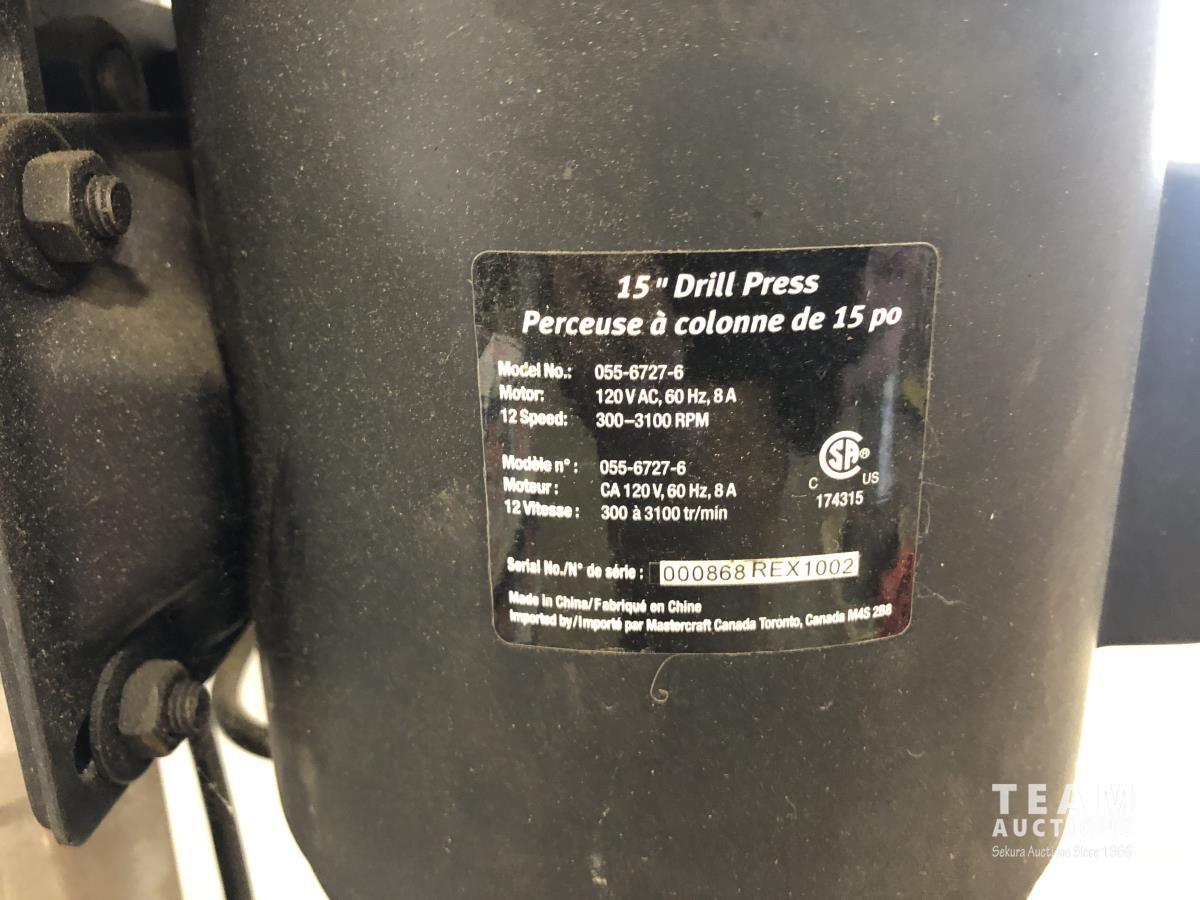 15" Drill Press
Perceuse à colonne de 15 po
Model No.: 055-6727-6
Motor: 120 V AC, 60 Hz, 8 A
12 Speed: 300–3100 RPM
Modèle n°: 055-6727-6
Moteur: CA 120 V, 60 Hz, 8 A
12 Vitesse: 300 à 3100 tr/min
CSA®
C US
174315
Serial No./N° de série: 000868 REX1002
Made in China/Fabriqué en Chine
Imported by/Importé par Mastercraft Canada Toronto, Canada M4S 2B8
TEAM
AUCTIONS
Sekura Auctions Since 1966